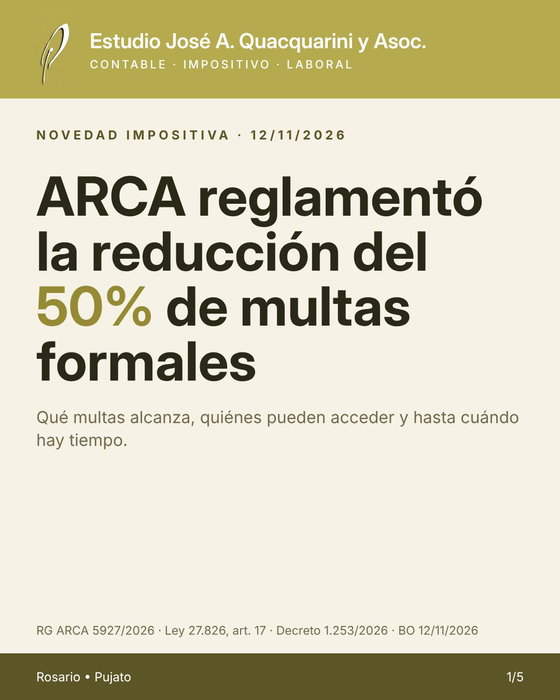 Estudio José A. Quacquarini y Asoc.
CONTABLE · IMPOSITIVO · LABORAL
NOVEDAD IMPOSITIVA · 12/11/2026
ARCA reglamentó
la reducción del
50% de multas
formales
Qué multas alcanza, quiénes pueden acceder y hasta cuándo
hay tiempo.
RG ARCA 5927/2026 · Ley 27.826, art. 17 · Decreto 1.253/2026 · BO 12/11/2026
Rosario • Pujato
1/5